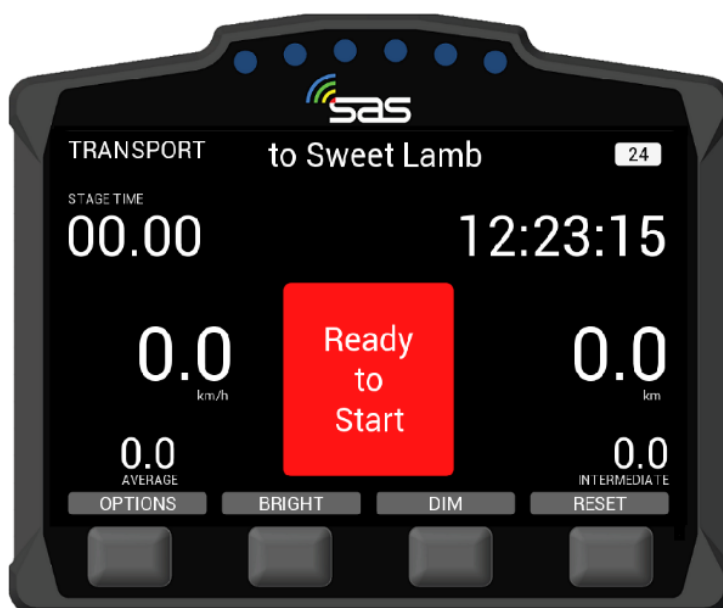 sas
TRANSPORT
to Sweet Lamb
24
STAGE TIME
00.00
12:23:15
0.0
km/h
Ready
to
Start
0.0
km
0.0
AVERAGE
0.0
INTERMEDIATE
OPTIONS
BRIGHT
DIM
RESET